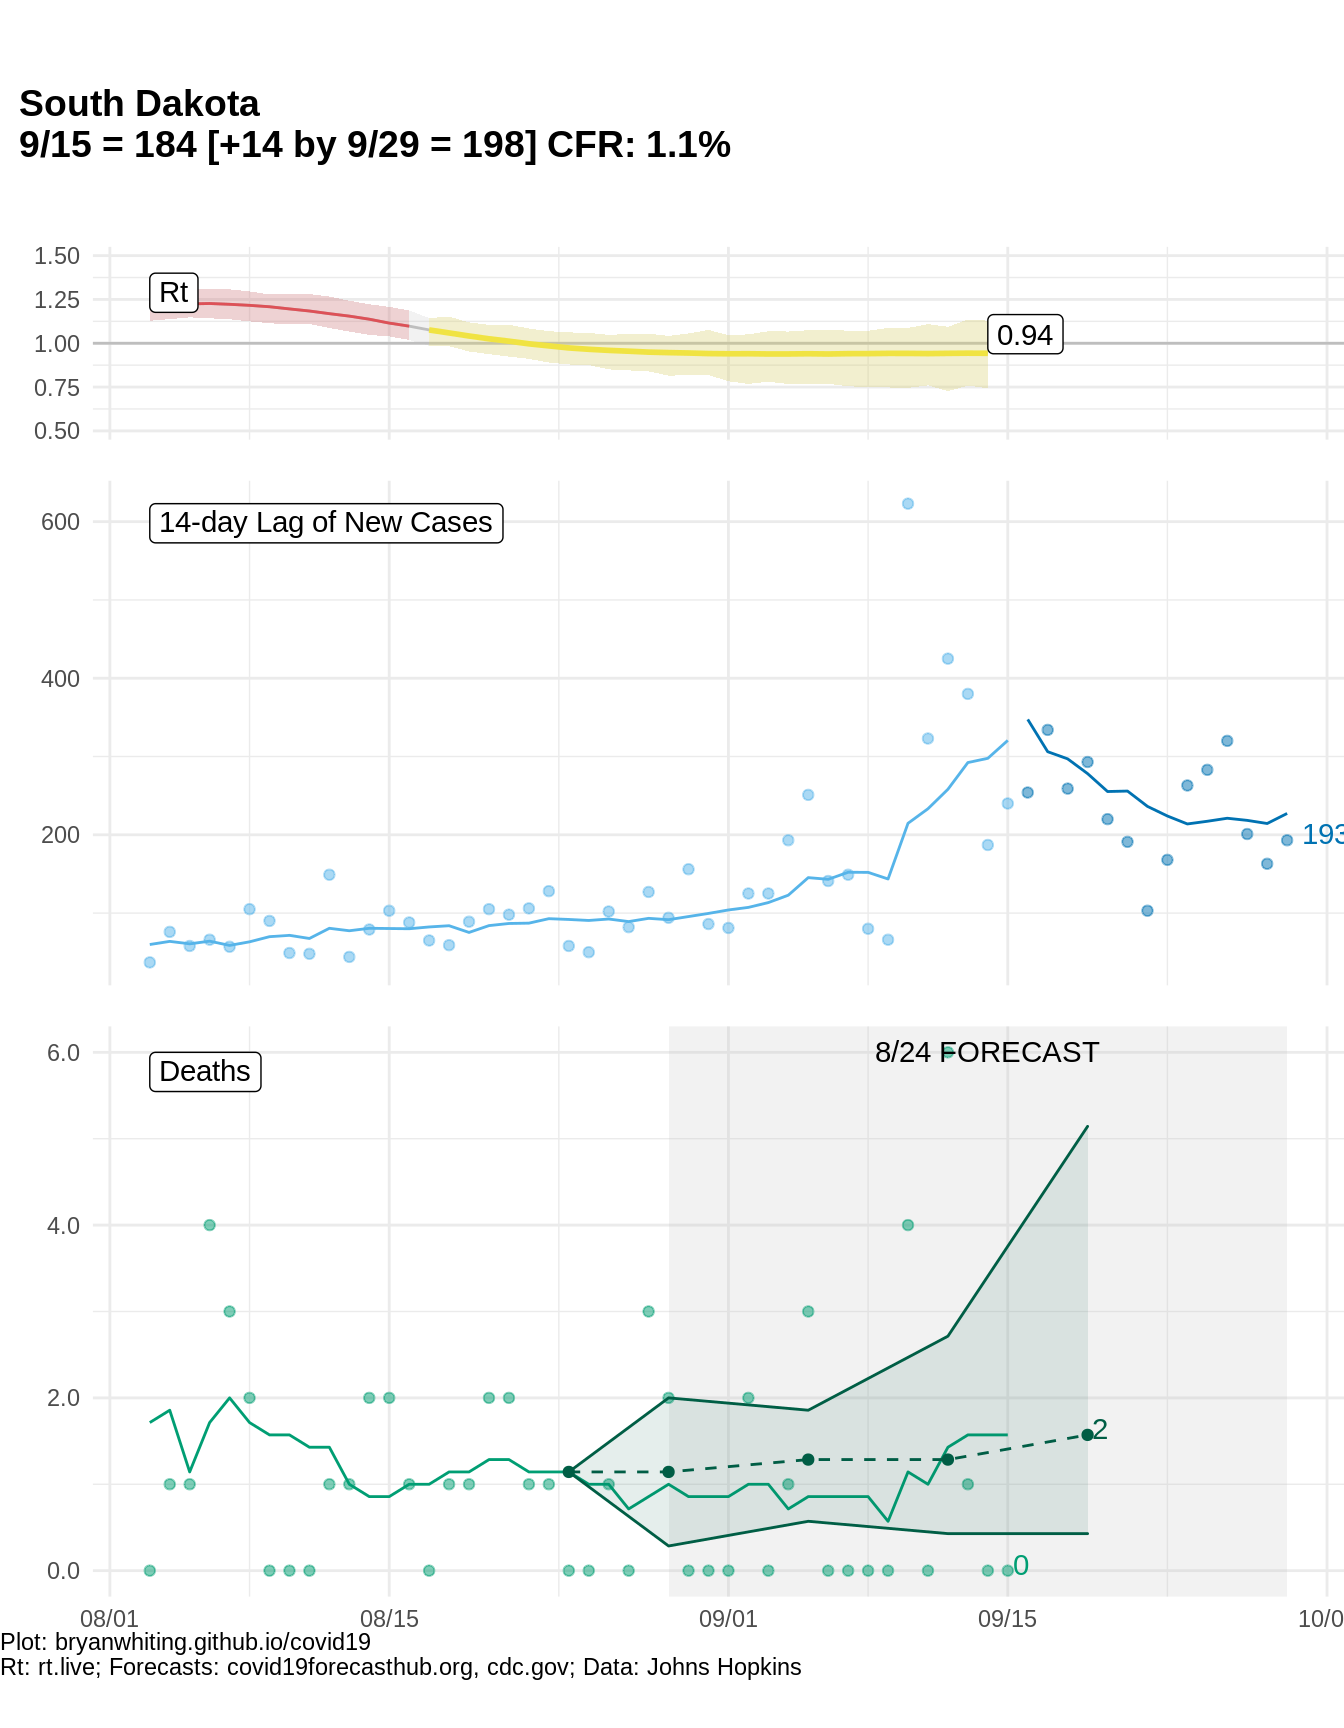 South Dakota
9/15 = 184 [+14 by 9/29 = 198] CFR: 1.1%
1.50
Rt
1.25
0.94
1.00
0.75
0.50
600
14-day Lag of New Cases
400
200
193
6.0
8/24 FORECAST
Deaths
4.0
2.0
2
0.0
0
08/01
08/15
09/01
09/15
10/0
Plot: bryanwhiting.github.io/covid19
Rt: rt.live; Forecasts: covid19forecasthub.org, cdc.gov; Data: Johns Hopkins